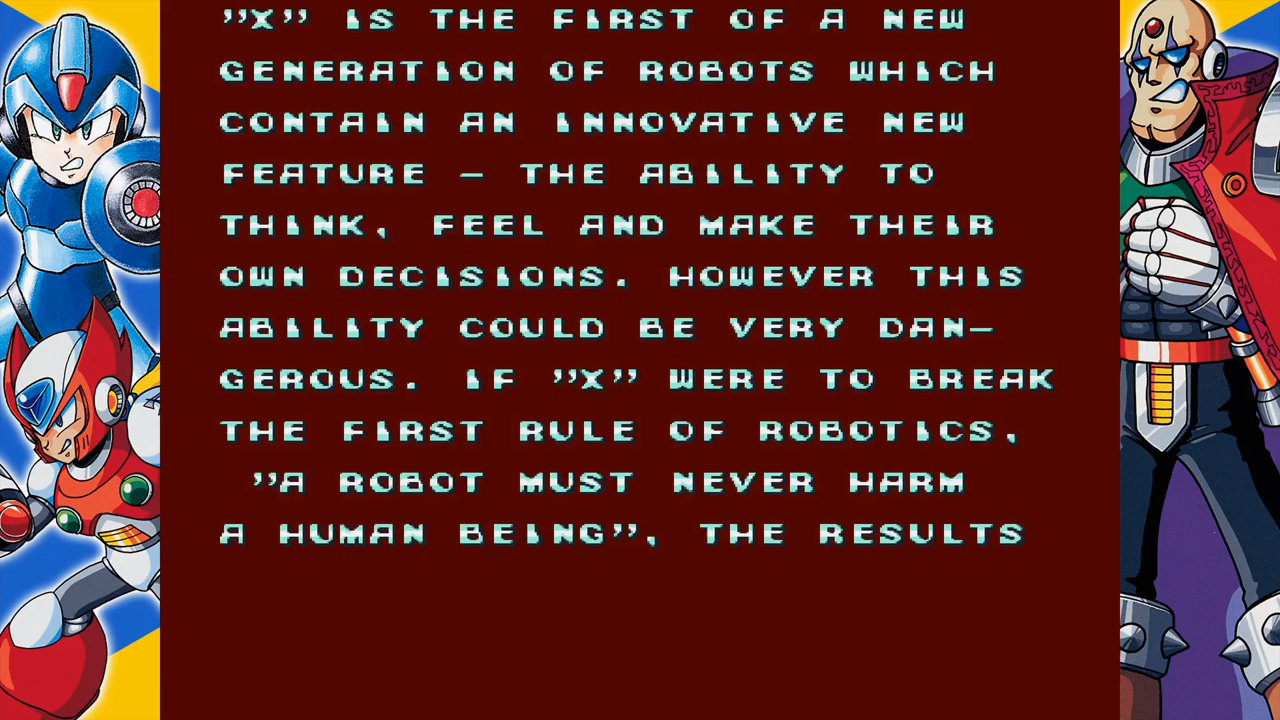 ”X” IS THE FIRST OF A NEW
GENERATION OF ROBOTS WHICH
CONTAIN AN INNOVATIVE NEW
FEATURE – THE ABILITY TO
THINK, FEEL AND MAKE THEIR
OWN DECISIONS. HOWEVER THIS
ABILITY COULD BE VERY DAN–
GEROUS. IF ”X” WERE TO BREAK
THE FIRST RULE OF ROBOTICS,
”A ROBOT MUST NEVER HARM
A HUMAN BEING”, THE RESULTS